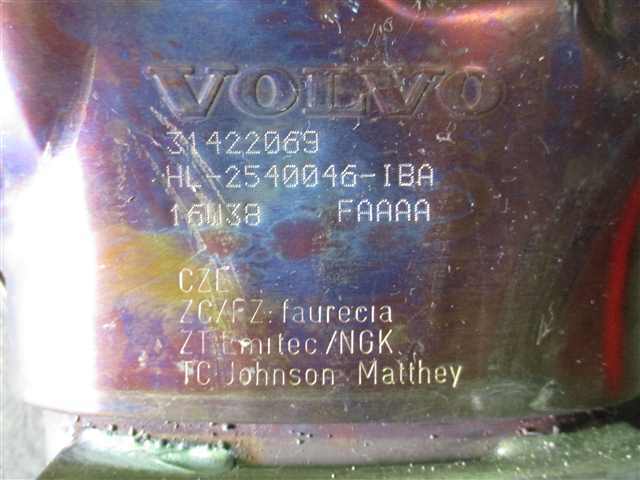 VOLVO
31422069
HL-2540046-IBA
16W38 FAAAA
CZE
ZC/FZ: faurecia
ZT Emitec/NGK
TC Johnson Matthey